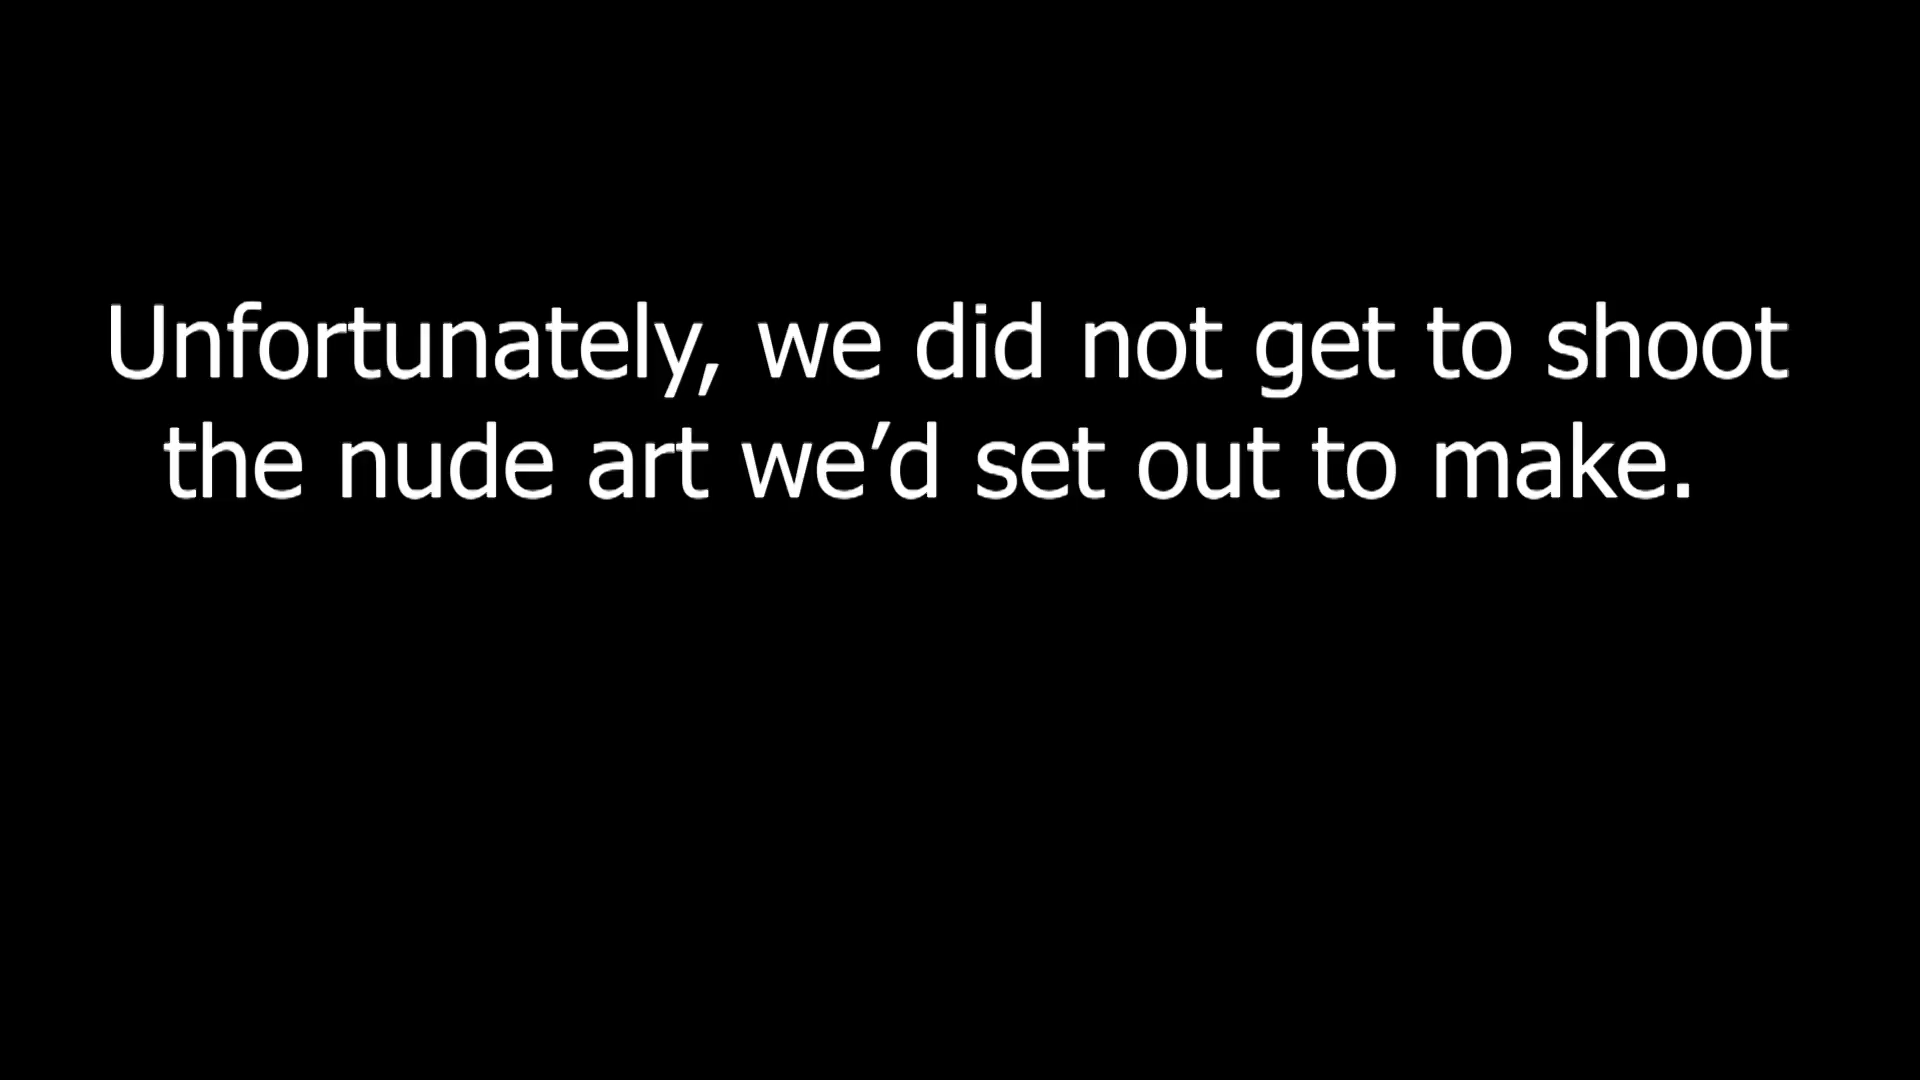 Unfortunately, we did not get to shoot
the nude art we’d set out to make.